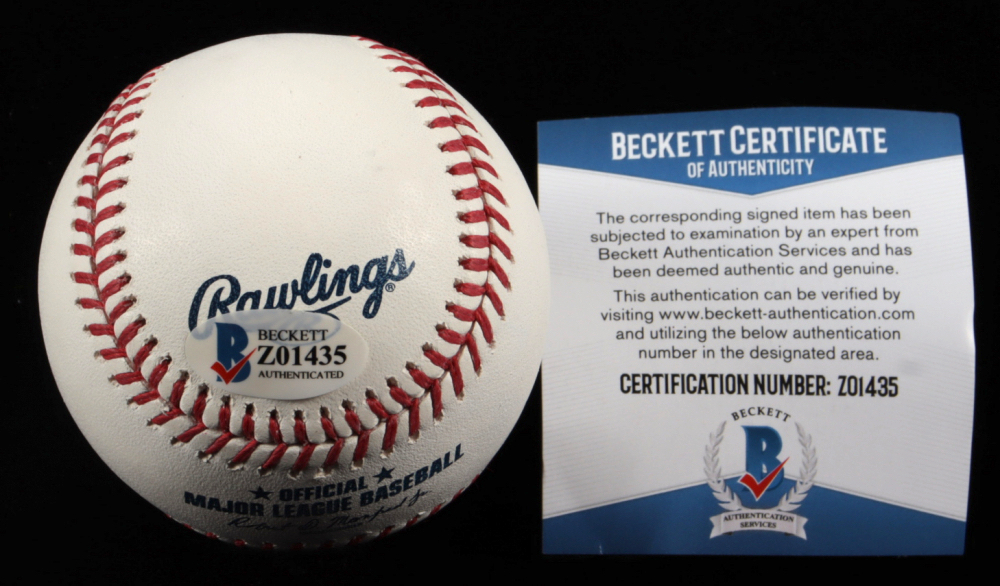 Rawlings®
B
BECKETT
Z01435
AUTHENTICATED
★ OFFICIAL ★
MAJOR LEAGUE BASEBALL
BECKETT CERTIFICATE
OF AUTHENTICITY
The corresponding signed item has been
subjected to examination by an expert from
Beckett Authentication Services and has
been deemed authentic and genuine.
This authentication can be verified by
visiting www.beckett-authentication.com
and utilizing the below authentication
number in the designated area.
CERTIFICATION NUMBER: Z01435
BECKETT
B
AUTHENTICATION
SERVICES